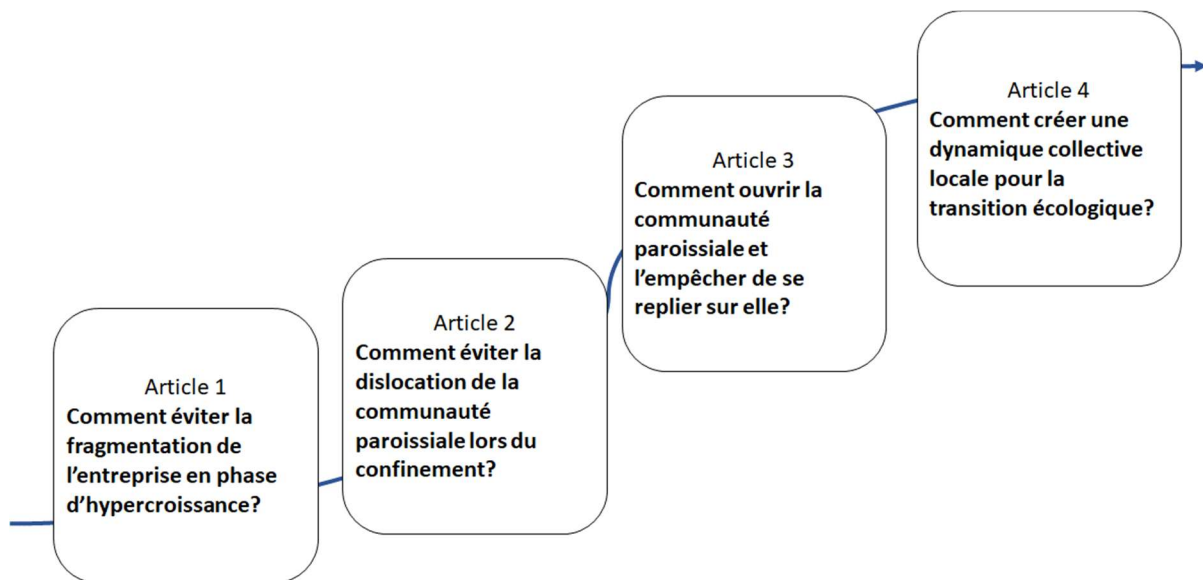 Article 1
Comment éviter la
fragmentation de
l’entreprise en phase
d’hypercroissance?
Article 2
Comment éviter la
dislocation de la
communauté
paroissiale lors du
confinement?
Article 3
Comment ouvrir la
communauté
paroissiale et
l’empêcher de se
replier sur elle?
Article 4
Comment créer une
dynamique collective
locale pour la
transition écologique?